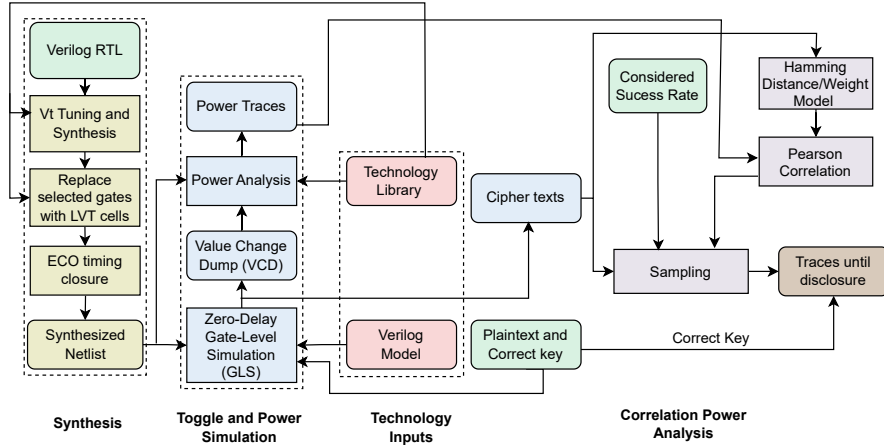 Verilog RTL
Vt Tuning and
Synthesis
Replace
selected gates
with LVT cells
ECO timing
closure
Synthesized
Netlist
Synthesis
Power Traces
Power Analysis
Value Change
Dump (VCD)
Zero-Delay
Gate-Level
Simulation
(GLS)
Toggle and Power
Simulation
Technology
Library
Verilog
Model
Technology
Inputs
Cipher texts
Plaintext and
Correct key
Considered
Sucess Rate
Hamming
Distance/Weight
Model
Pearson
Correlation
Sampling
Traces until
disclosure
Correct Key
Correlation Power
Analysis